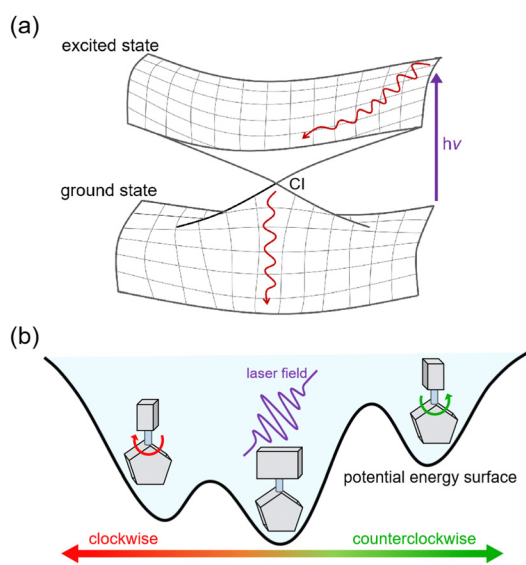 (a)
excited state
hν
CI
ground state
(b)
laser field
potential energy surface
clockwise
counterclockwise